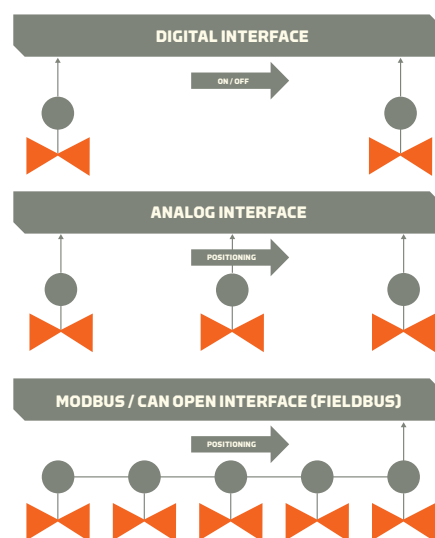 DIGITAL INTERFACE
ON / OFF
ANALOG INTERFACE
POSITIONING
MODBUS / CAN OPEN INTERFACE (FIELDBUS)
POSITIONING